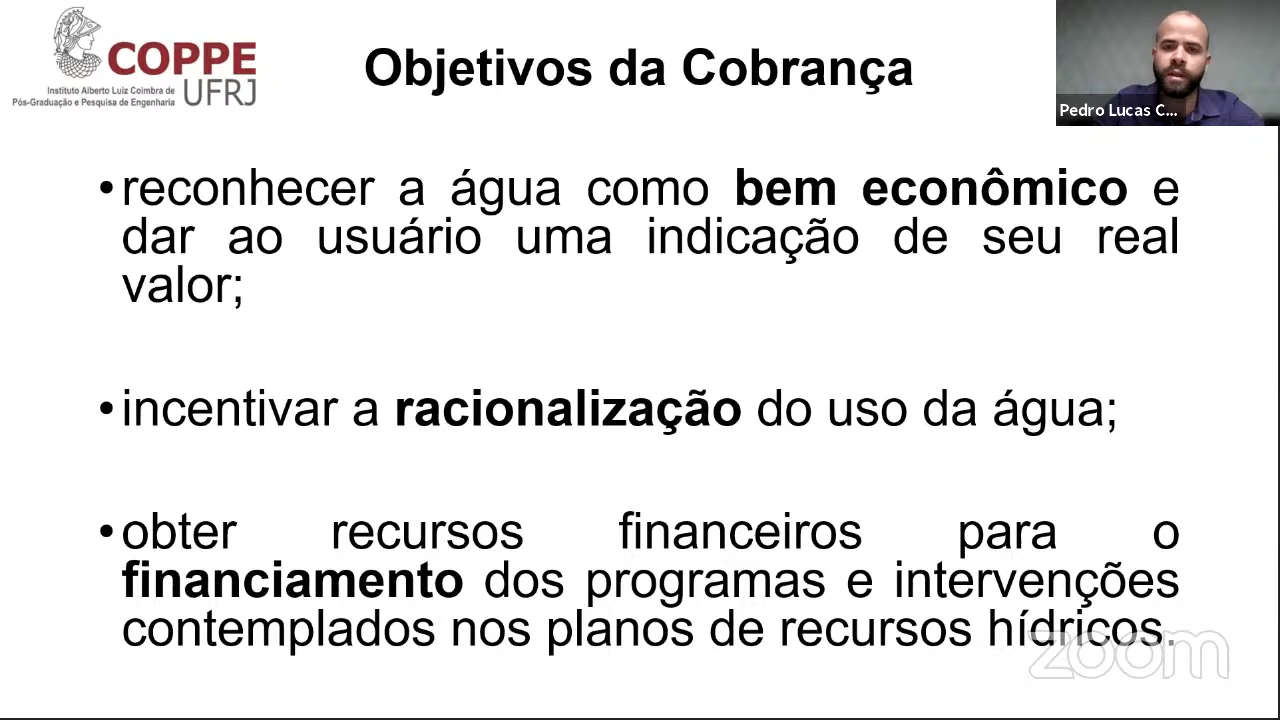 COPPE
UFRJ
Instituto Alberto Luiz Coimbra de
Pós-Graduação e Pesquisa de Engenharia
Objetivos da Cobrança
Pedro Lucas C...
•reconhecer a água como bem econômico e
dar ao usuário uma indicação de seu real
valor;
•incentivar a racionalização do uso da água;
•obter recursos financeiros para o
financiamento dos programas e intervenções
contemplados nos planos de recursos hídricos.
zoom